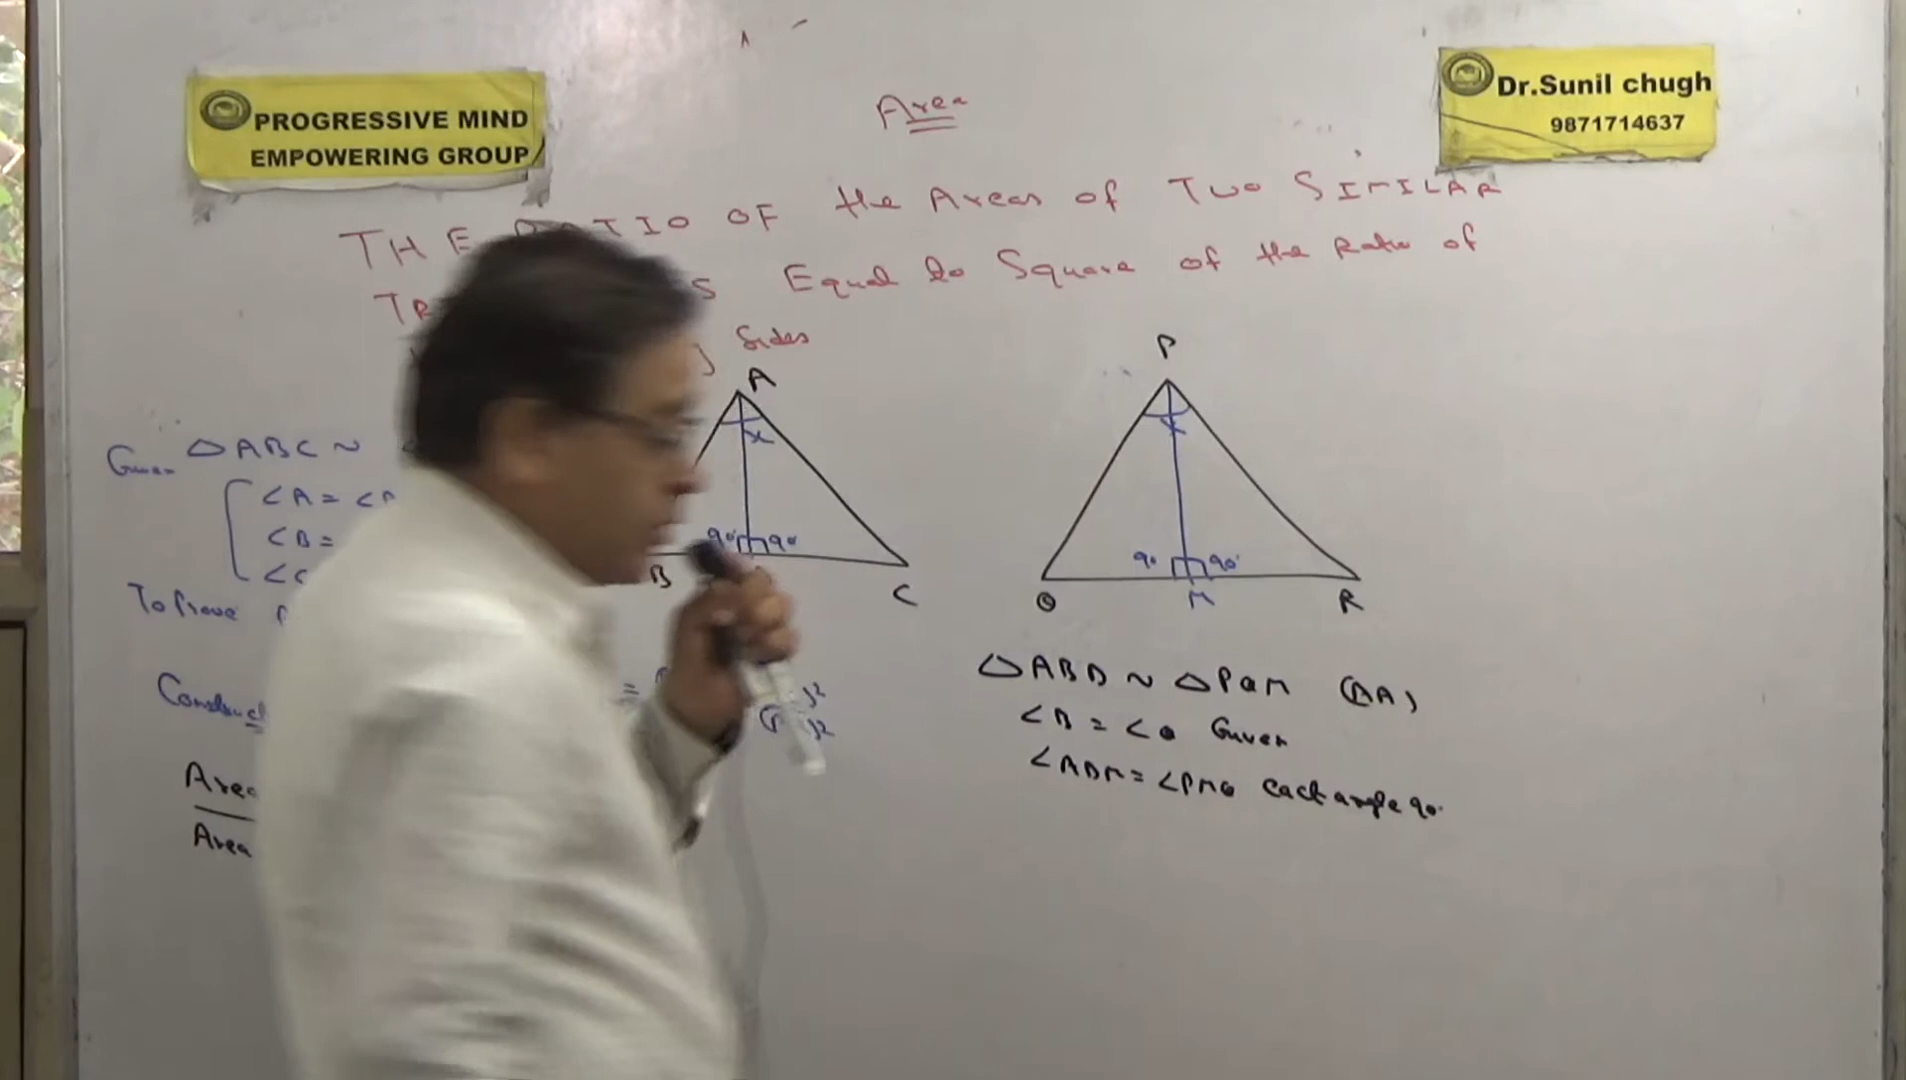 PROGRESSIVE MIND
EMPOWERING GROUP
Dr.Sunil chugh
9871714637
Area
THE RATIO OF the Areas of TWO SIMILAR
Equal to Square of the Ratio of
Sides
A
x
90° 90°
B
C
P
x
90 90°
Q
M
R
Given △ABC ~
∠A = ∠
∠B =
∠C
To Prove
=
)²
)²
Construct
Area
Area
△ABD ~ △PQM (AA)
∠B = ∠Q Given
∠ADM = ∠PMQ each angle 90°